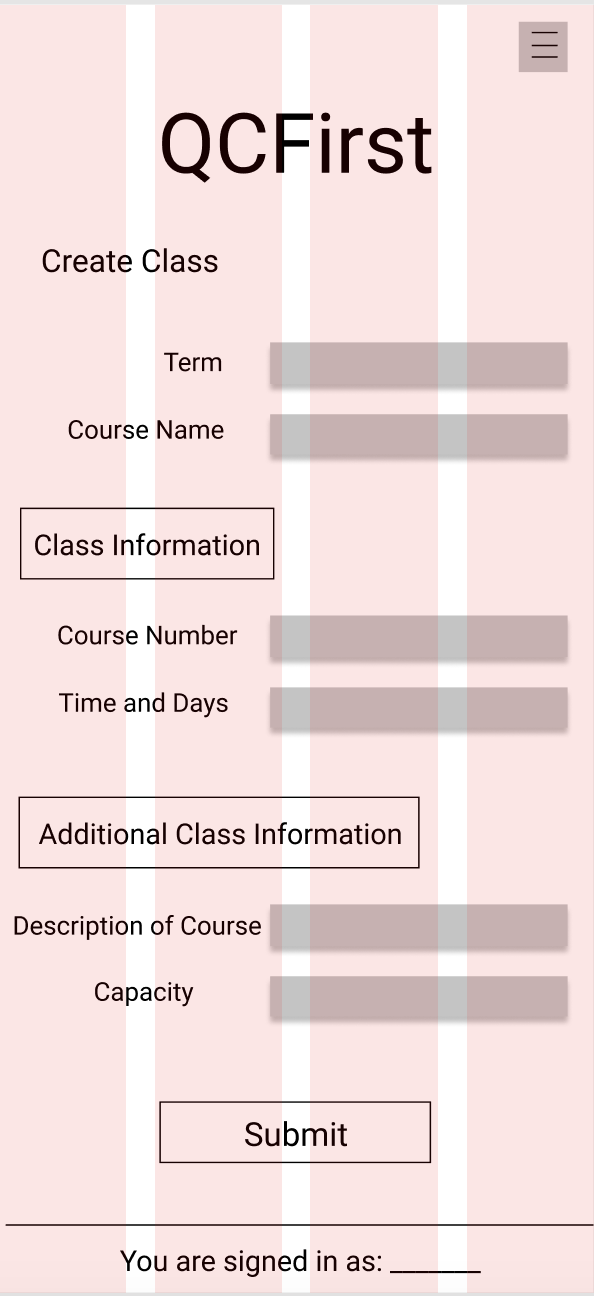 QCFirst
Create Class
Term
Course Name
Class Information
Course Number
Time and Days
Additional Class Information
Description of Course
Capacity
Submit
You are signed in as: _______